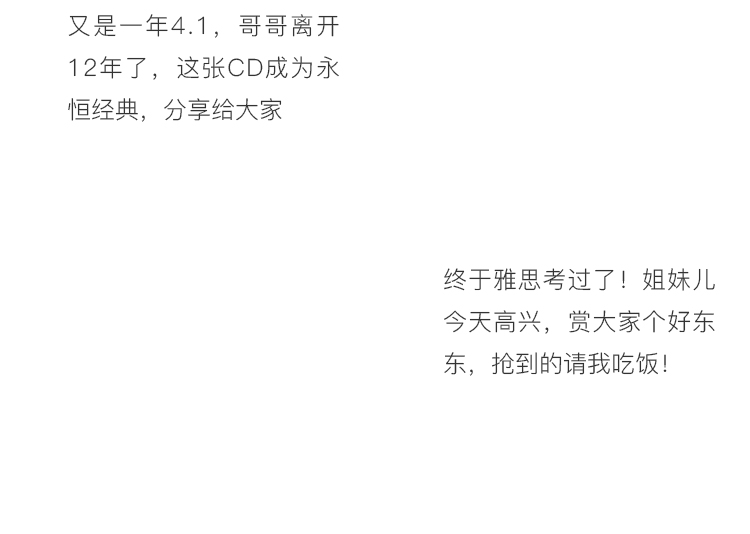 又是一年4.1，哥哥离开
12年了，这张CD成为永
恒经典，分享给大家
终于雅思考过了！姐妹儿
今天高兴，赏大家个好东
东，抢到的请我吃饭！